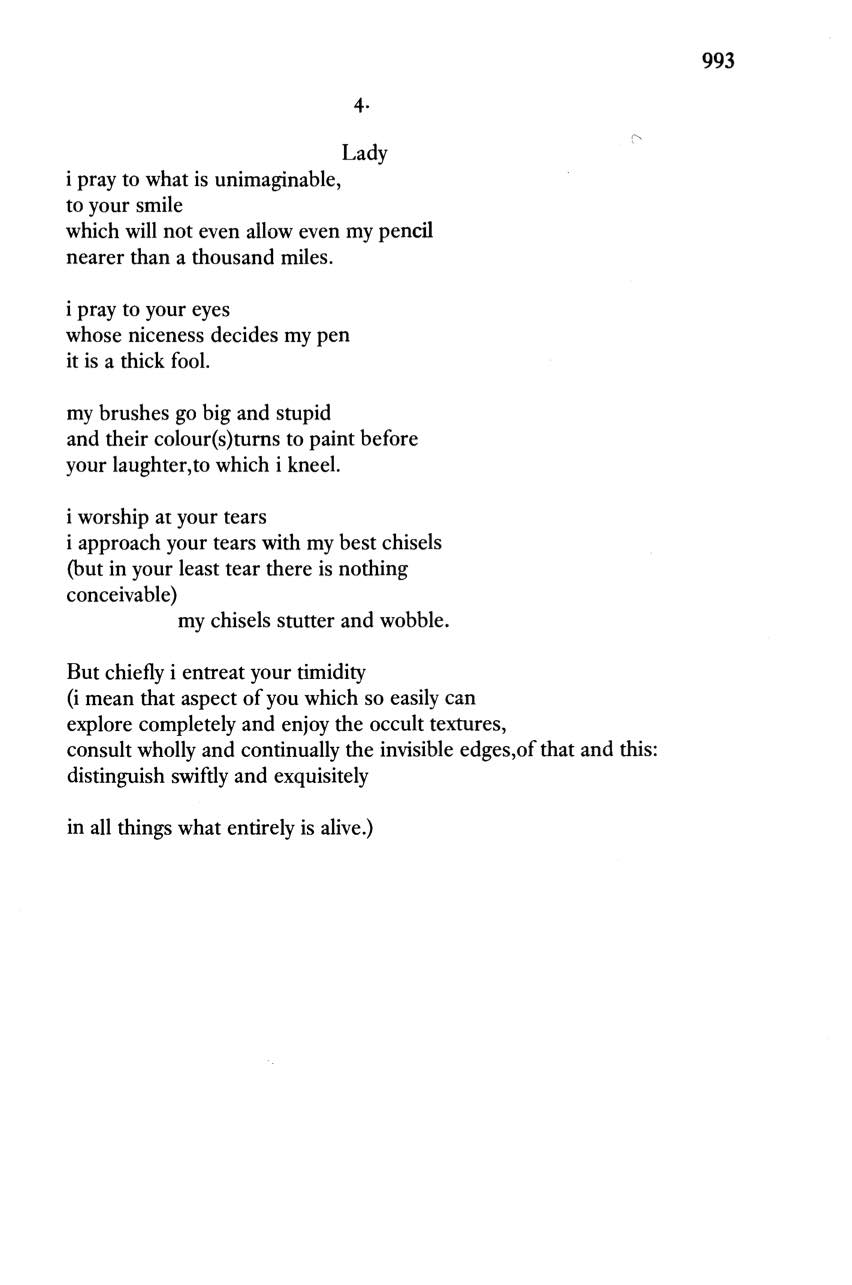 993
4.
Lady
i pray to what is unimaginable,
to your smile
which will not even allow even my pencil
nearer than a thousand miles.
i pray to your eyes
whose niceness decides my pen
it is a thick fool.
my brushes go big and stupid
and their colour(s)turns to paint before
your laughter,to which i kneel.
i worship at your tears
i approach your tears with my best chisels
(but in your least tear there is nothing
conceivable)
my chisels stutter and wobble.
But chiefly i entreat your timidity
(i mean that aspect of you which so easily can
explore completely and enjoy the occult textures,
consult wholly and continually the invisible edges,of that and this:
distinguish swiftly and exquisitely
in all things what entirely is alive.)